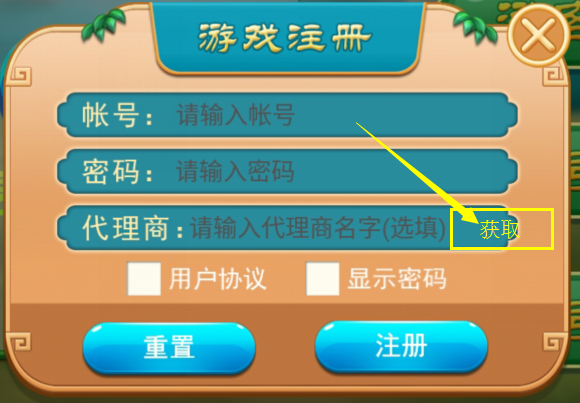 游戏注册
帐号：请输入帐号
密码：请输入密码
代理商：请输入代理商名字(选填) 获取
用户协议 显示密码
重置 注册